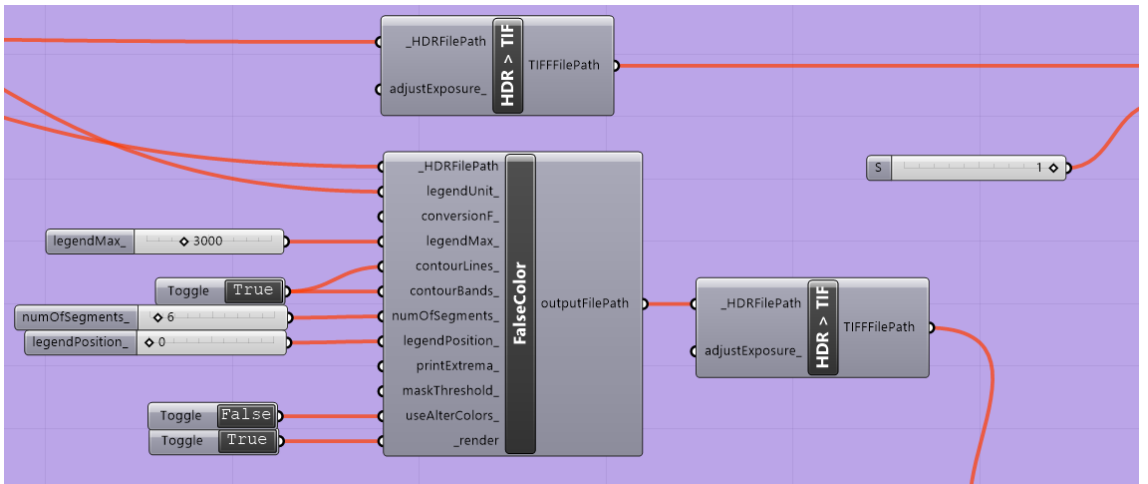 _HDRFilePath
adjustExposure_
HDR > TIF
TIFFFilePath
S
1
_HDRFilePath
legendUnit_
conversionF_
legendMax_
contourLines_
contourBands_
numOfSegments_
legendPosition_
printExtrema_
maskThreshold_
useAlterColors_
_render
FalseColor
outputFilePath
legendMax_
3000
Toggle
True
numOfSegments_
6
legendPosition_
0
Toggle
False
Toggle
True
_HDRFilePath
adjustExposure_
HDR > TIF
TIFFFilePath